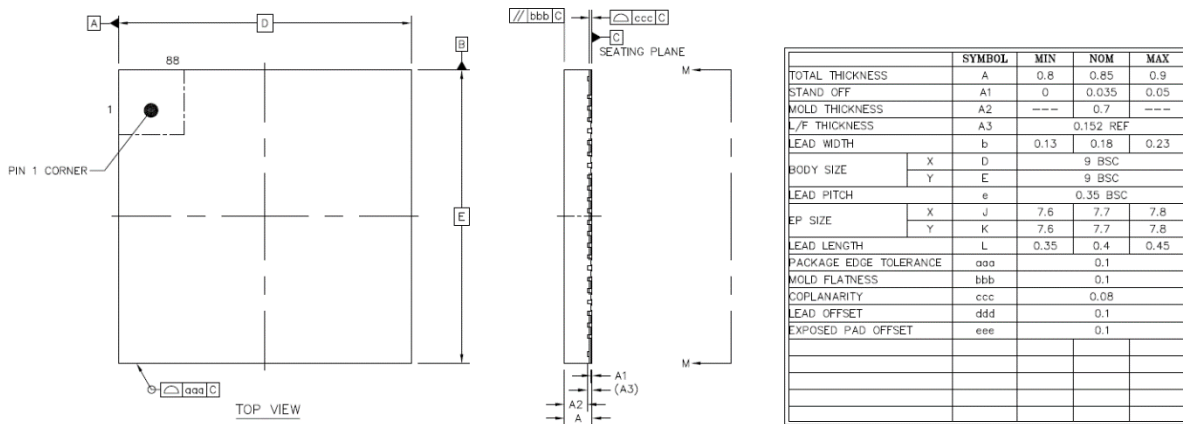 A
D
B
88
1
PIN 1 CORNER
E
aaa C
TOP VIEW
// bbb C
ccc C
C
SEATING PLANE
M
M
A1
(A3)
A2
A
SYMBOL MIN NOM MAX
TOTAL THICKNESS A 0.8 0.85 0.9
STAND OFF A1 0 0.035 0.05
MOLD THICKNESS A2 --- 0.7 ---
L/F THICKNESS A3 0.152 REF
LEAD WIDTH b 0.13 0.18 0.23
BODY SIZE X D 9 BSC
Y E 9 BSC
LEAD PITCH e 0.35 BSC
EP SIZE X J 7.6 7.7 7.8
Y K 7.6 7.7 7.8
LEAD LENGTH L 0.35 0.4 0.45
PACKAGE EDGE TOLERANCE aaa 0.1
MOLD FLATNESS bbb 0.1
COPLANARITY ccc 0.08
LEAD OFFSET ddd 0.1
EXPOSED PAD OFFSET eee 0.1